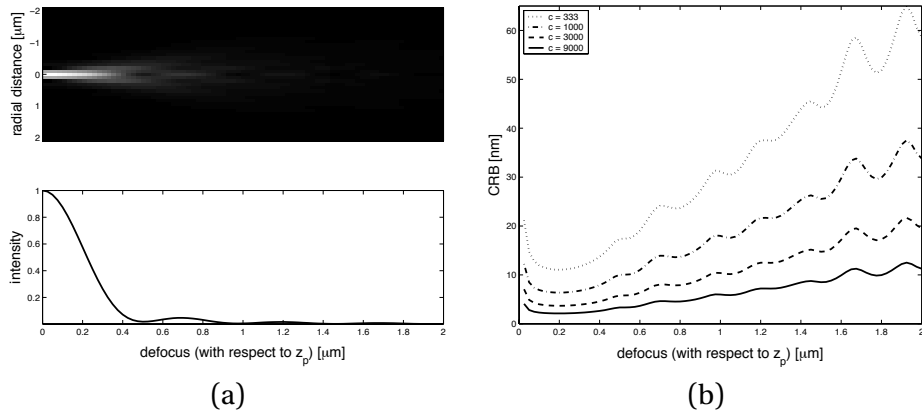 −2
−1
0
1
2
radial distance [μm]
1
0.8
0.6
0.4
0.2
intensity
0 0.2 0.4 0.6 0.8 1 1.2 1.4 1.6 1.8 2
defocus (with respect to z_p) [μm]
(a)
c = 333
c = 1000
c = 3000
c = 9000
60
50
40
30
20
10
0
CRB [nm]
0 0.2 0.4 0.6 0.8 1 1.2 1.4 1.6 1.8 2
defocus (with respect to z_p) [μm]
(b)